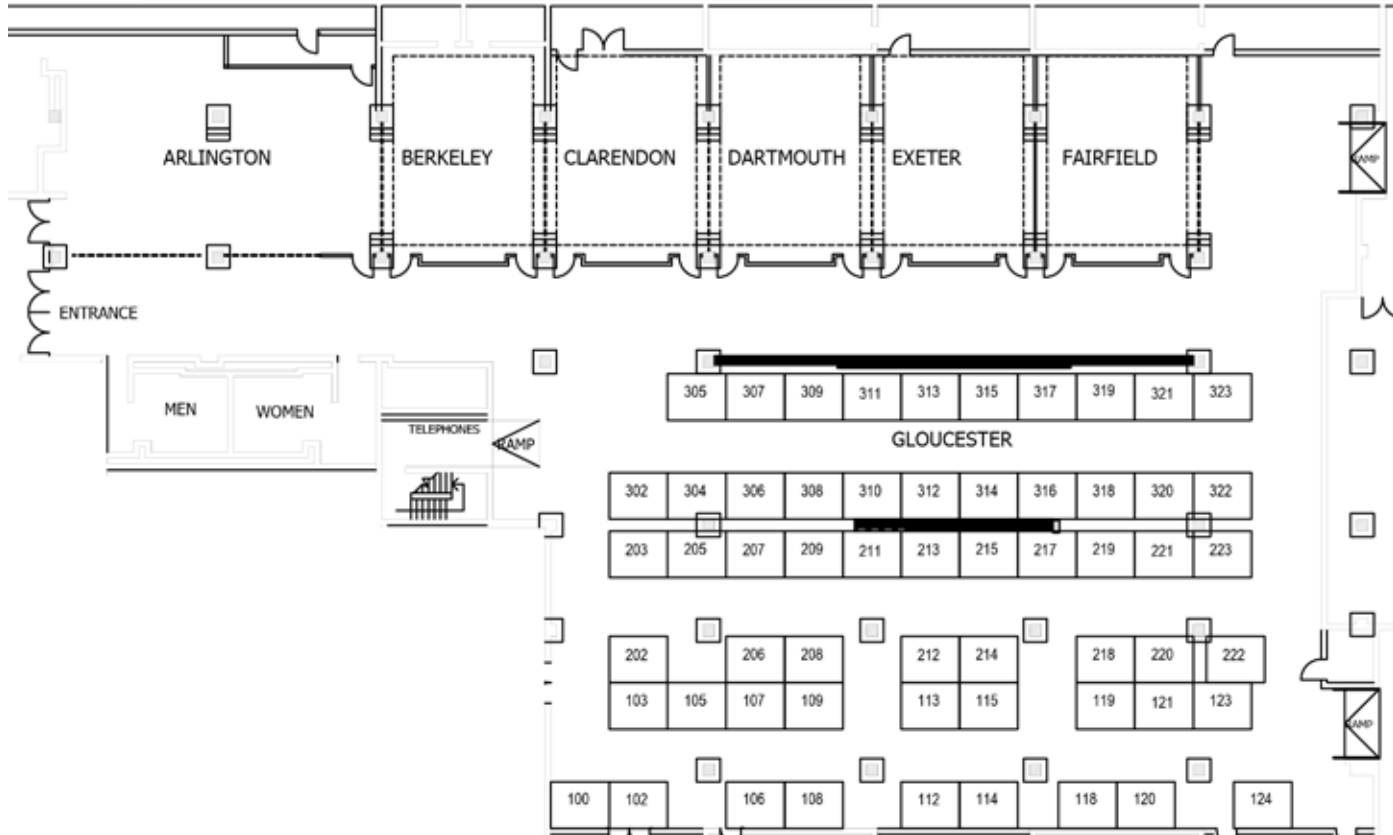 ARLINGTON
BERKELEY
CLARENDON
DARTMOUTH
EXETER
FAIRFIELD
RAMP
ENTRANCE
MEN
WOMEN
TELEPHONES
RAMP
305 307 309 311 313 315 317 319 321 323
GLOUCESTER
302 304 306 308 310 312 314 316 318 320 322
203 205 207 209 211 213 215 217 219 221 223
202 206 208 212 214 218 220 222
103 105 107 109 113 115 119 121 123
RAMP
100 102 106 108 112 114 118 120 124